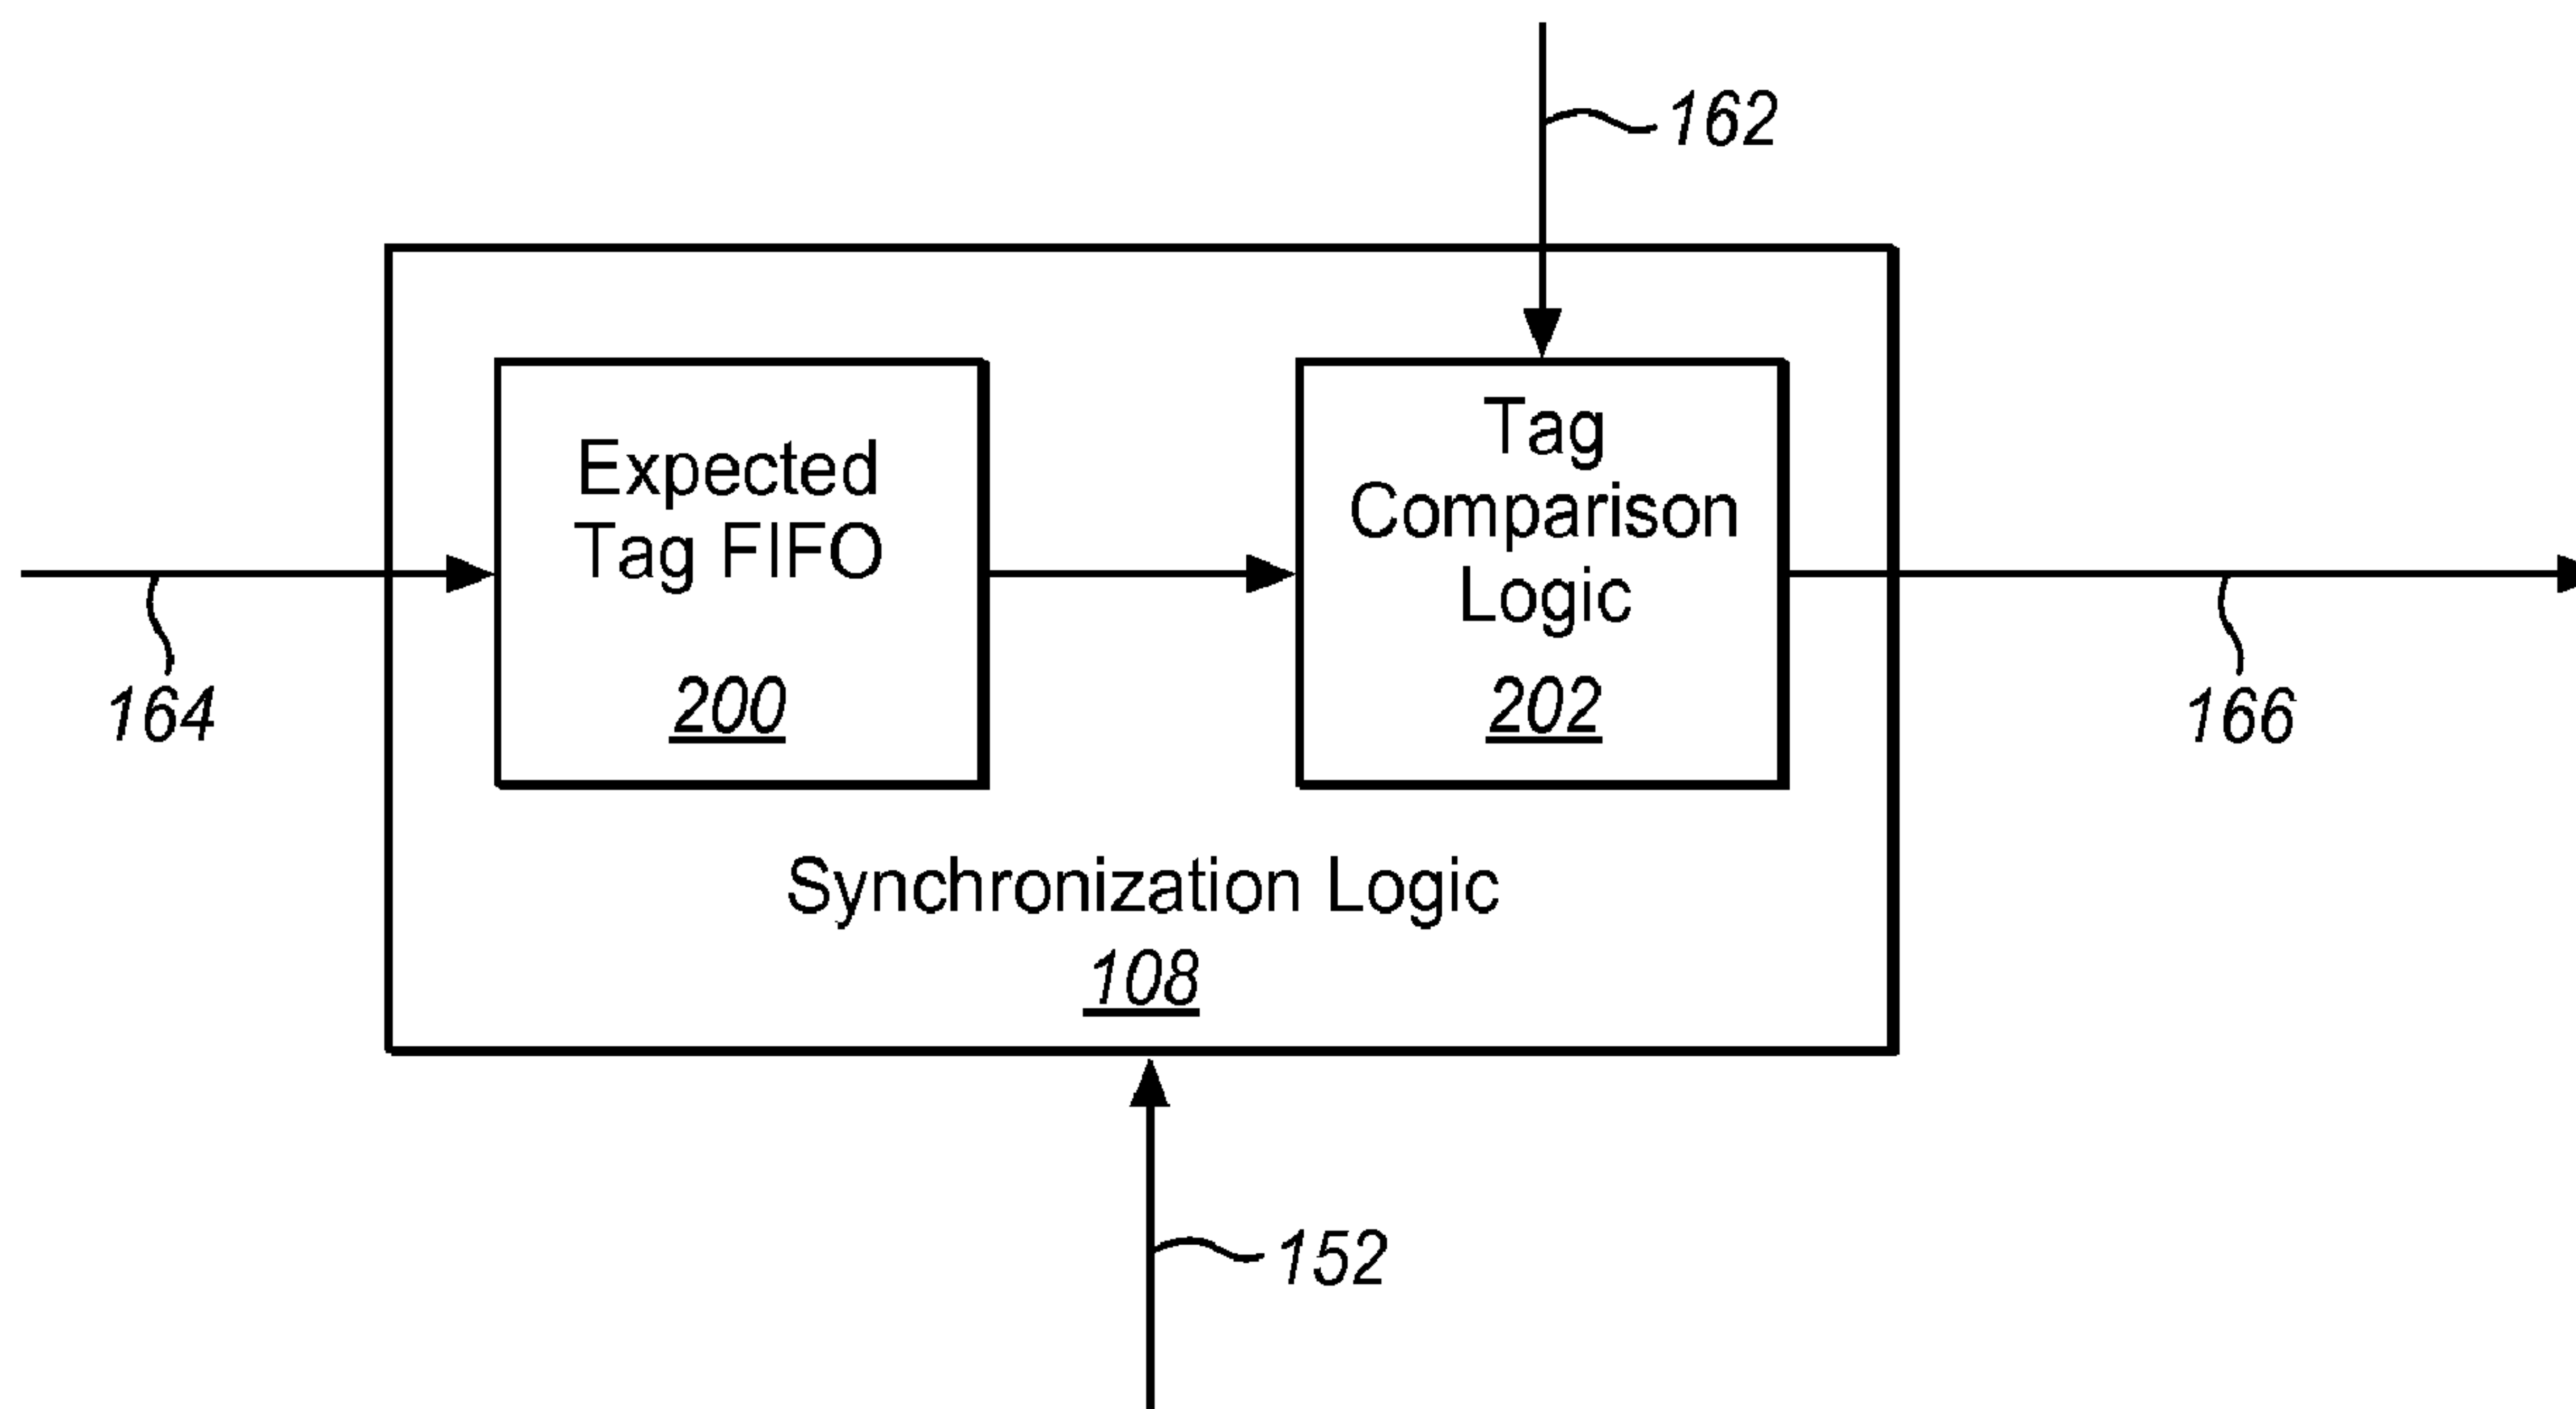 162
Expected
Tag FIFO
200
Tag
Comparison
Logic
202
164
166
Synchronization Logic
108
152